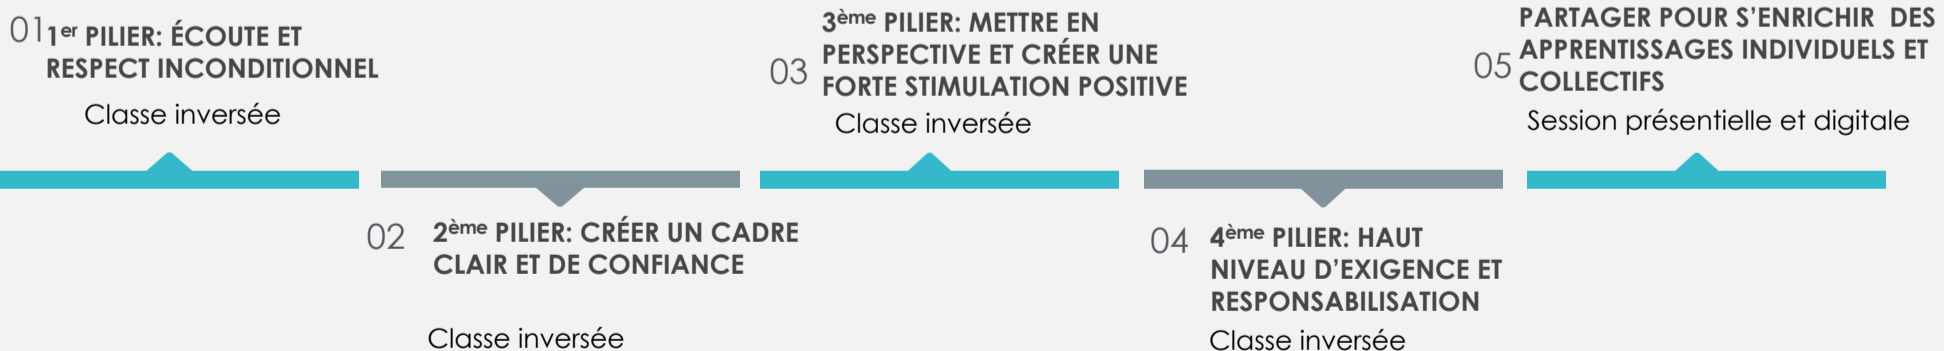 01
1er PILIER: ÉCOUTE ET
RESPECT INCONDITIONNEL
Classe inversée
02
2ème PILIER: CRÉER UN CADRE
CLAIR ET DE CONFIANCE
Classe inversée
03
3ème PILIER: METTRE EN
PERSPECTIVE ET CRÉER UNE
FORTE STIMULATION POSITIVE
Classe inversée
04
4ème PILIER: HAUT
NIVEAU D’EXIGENCE ET
RESPONSABILISATION
Classe inversée
05
PARTAGER POUR S’ENRICHIR DES
APPRENTISSAGES INDIVIDUELS ET
COLLECTIFS
Session présentielle et digitale